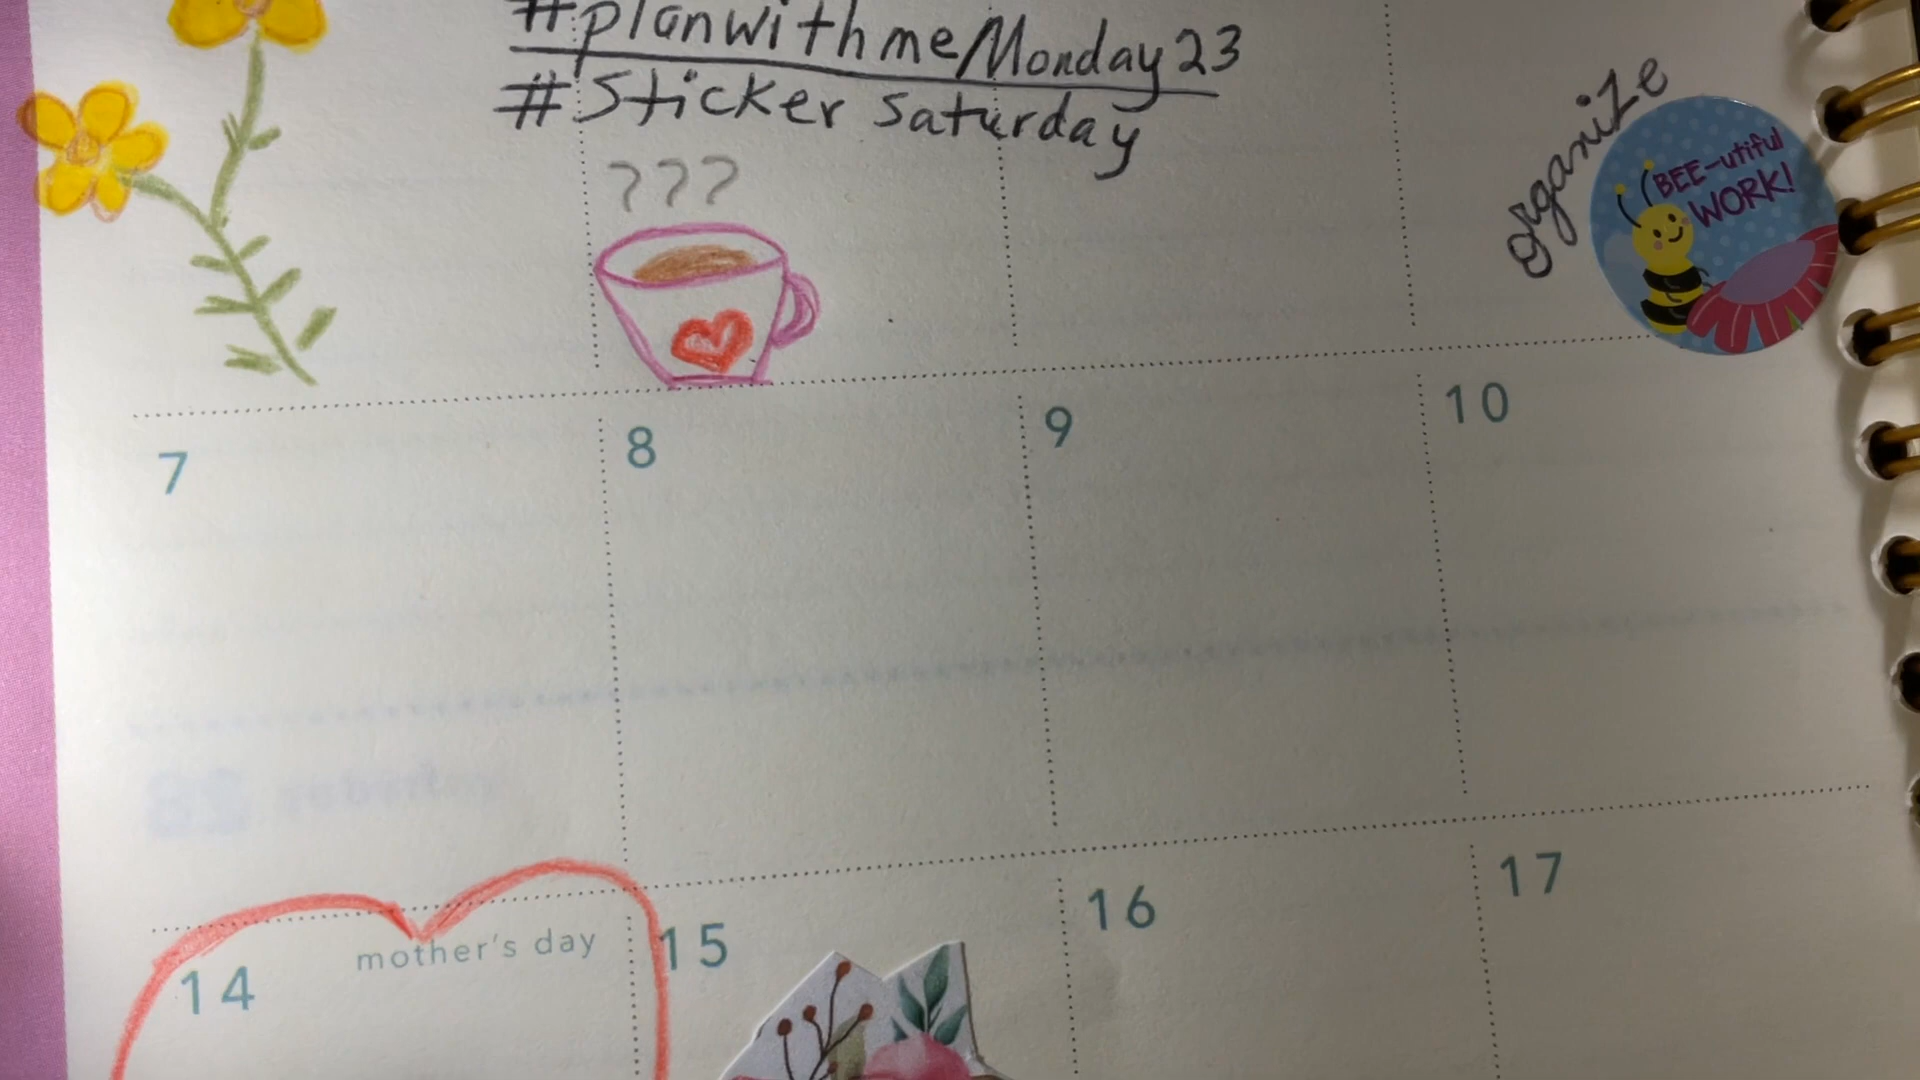 #planwithmeMonday23
#Sticker Saturday
???
organize
BEE-utiful
WORK!
7
8
9
10
14
mother's day
15
16
17